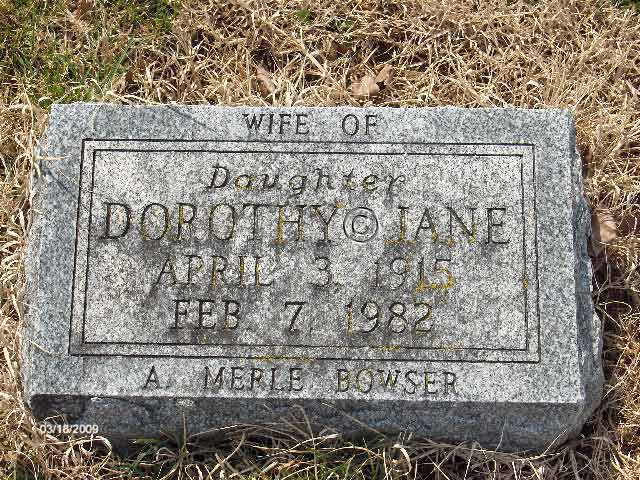 WIFE OF
Daughter
DOROTHY © JANE
APRIL 3, 1915
FEB 7, 1982
A MERLE BOWSER
03/18/2009